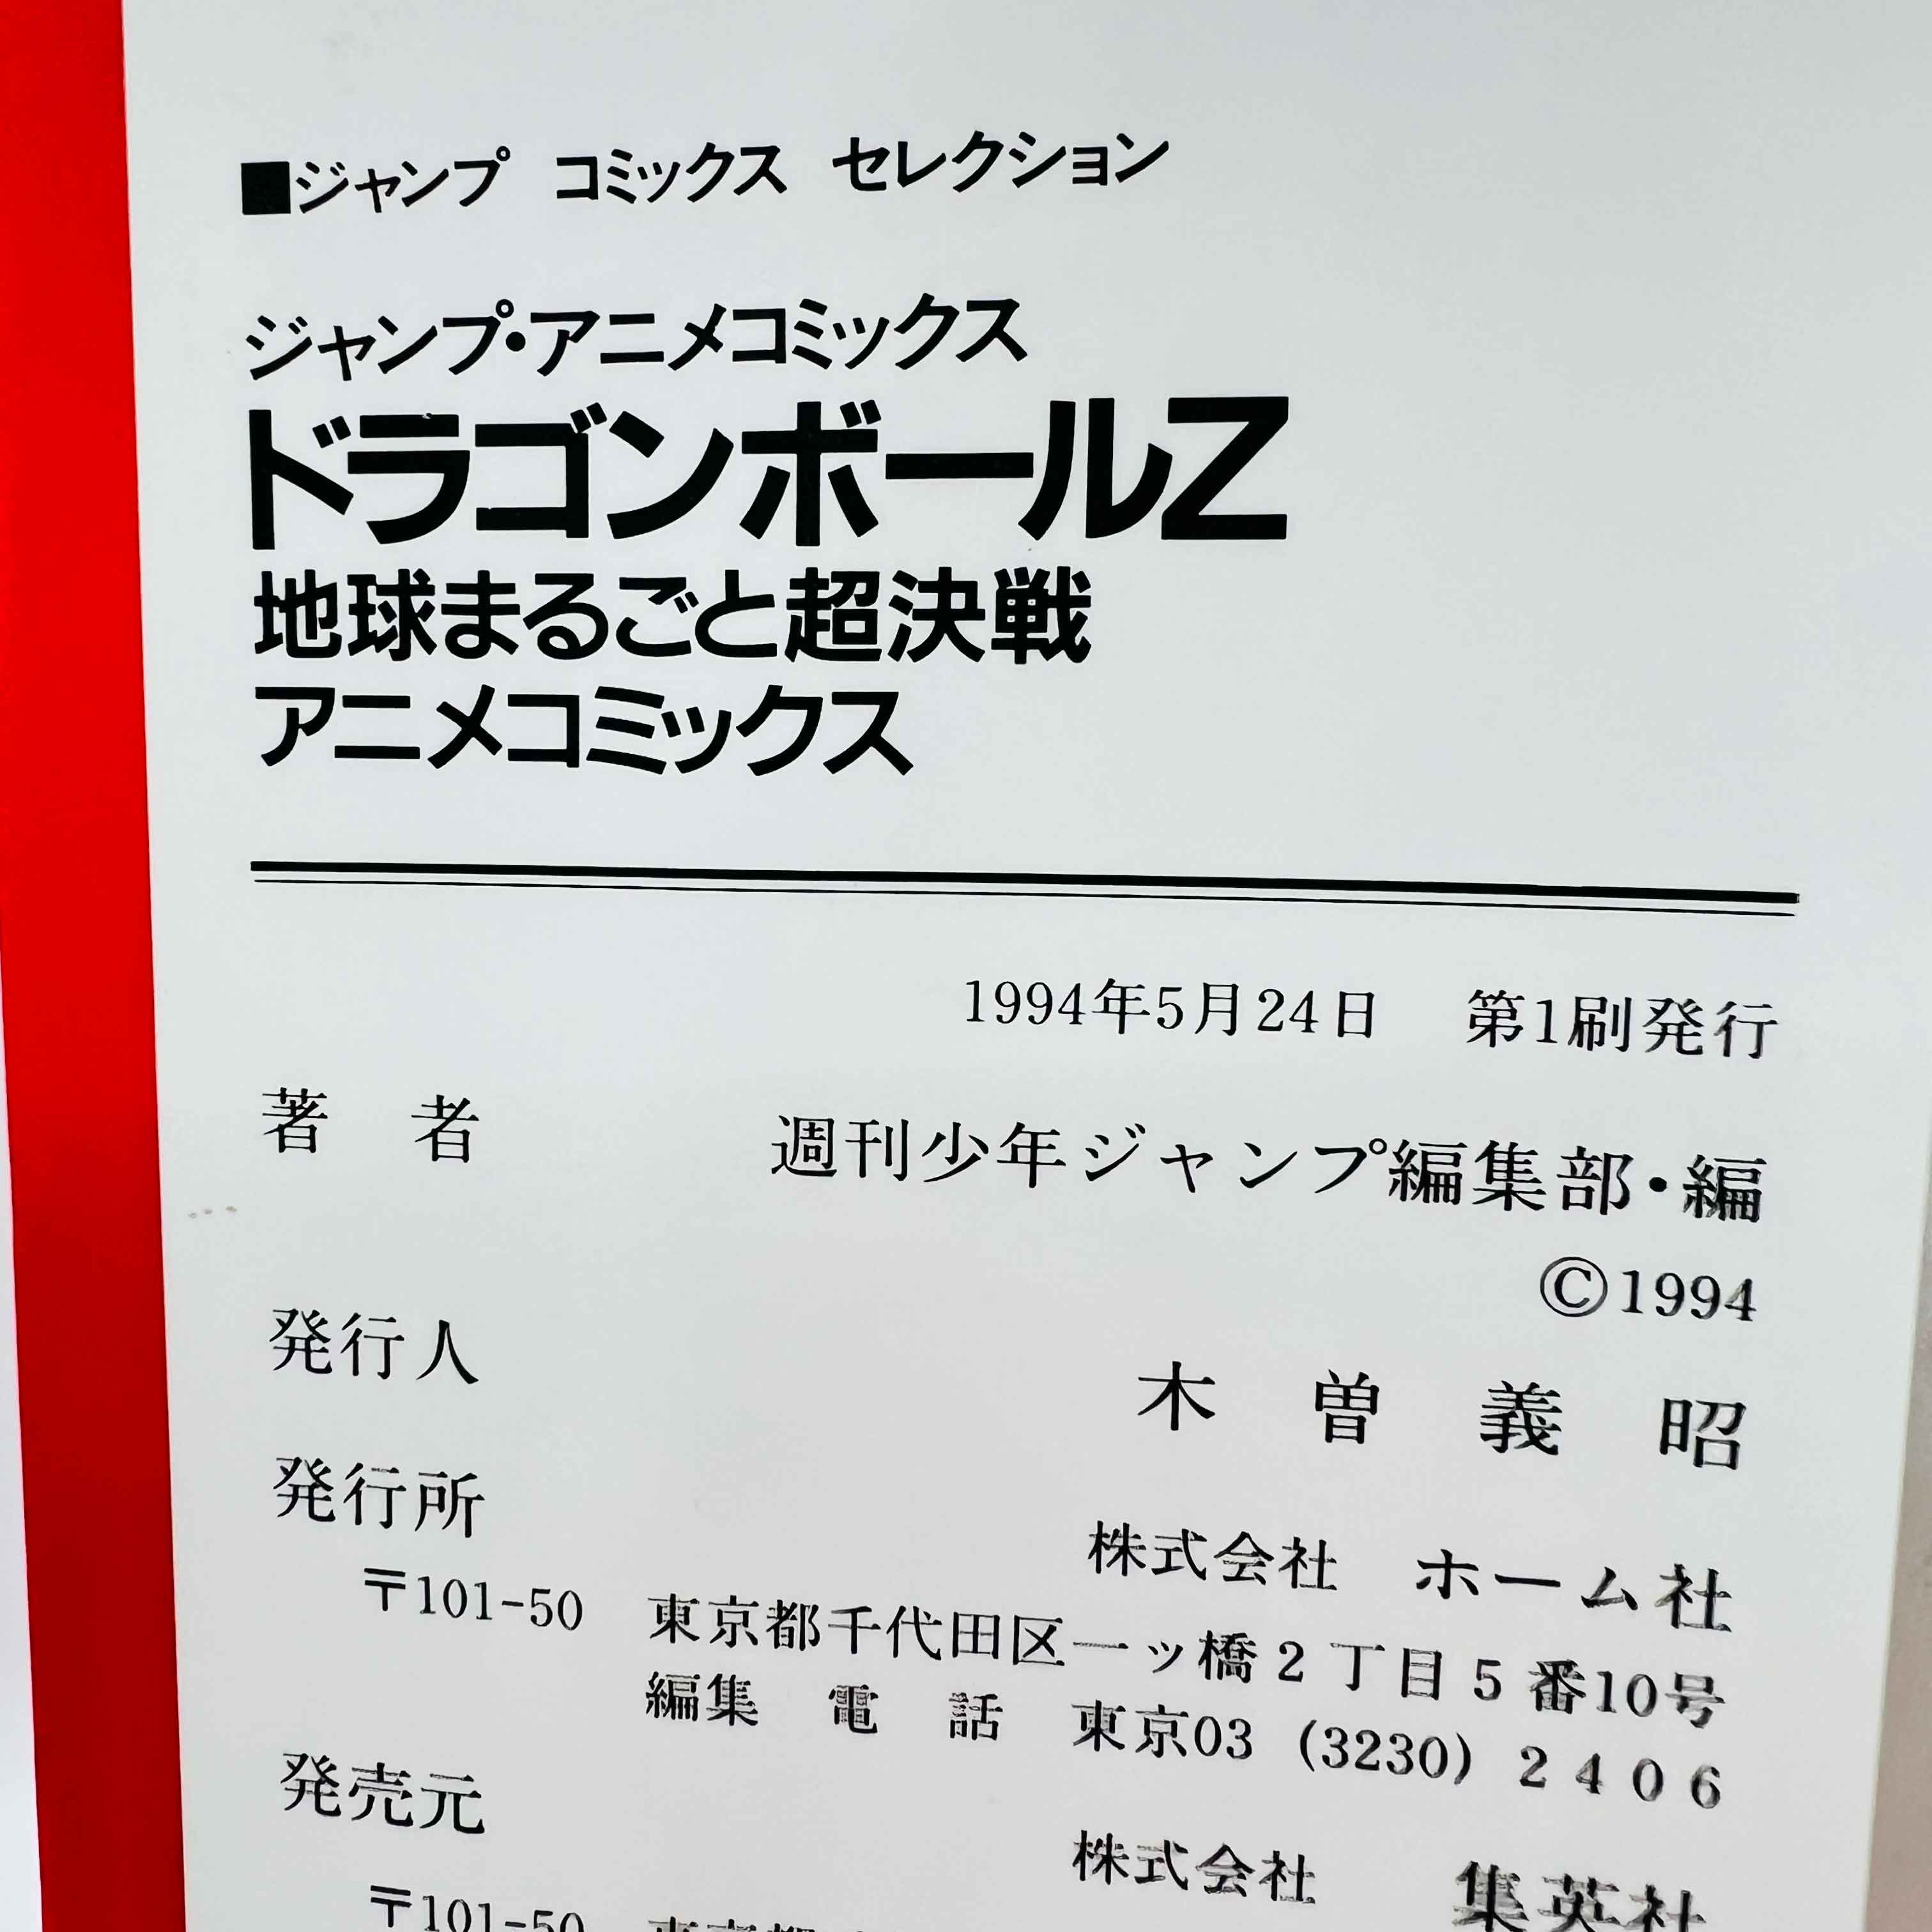 ■ジャンプ コミックス セレクション
ジャンプ・アニメコミックス
ドラゴンボールZ
地球まるごと超決戦
アニメコミックス
1994年5月24日 第1刷発行
著者 週刊少年ジャンプ編集部・編
©1994
発行人 木曽義昭
発行所 株式会社 ホーム社
〒101-50 東京都千代田区一ッ橋2丁目5番10号
編集 電話 東京03 (3230) 2406
発売元 株式会社 集英社
〒101-50